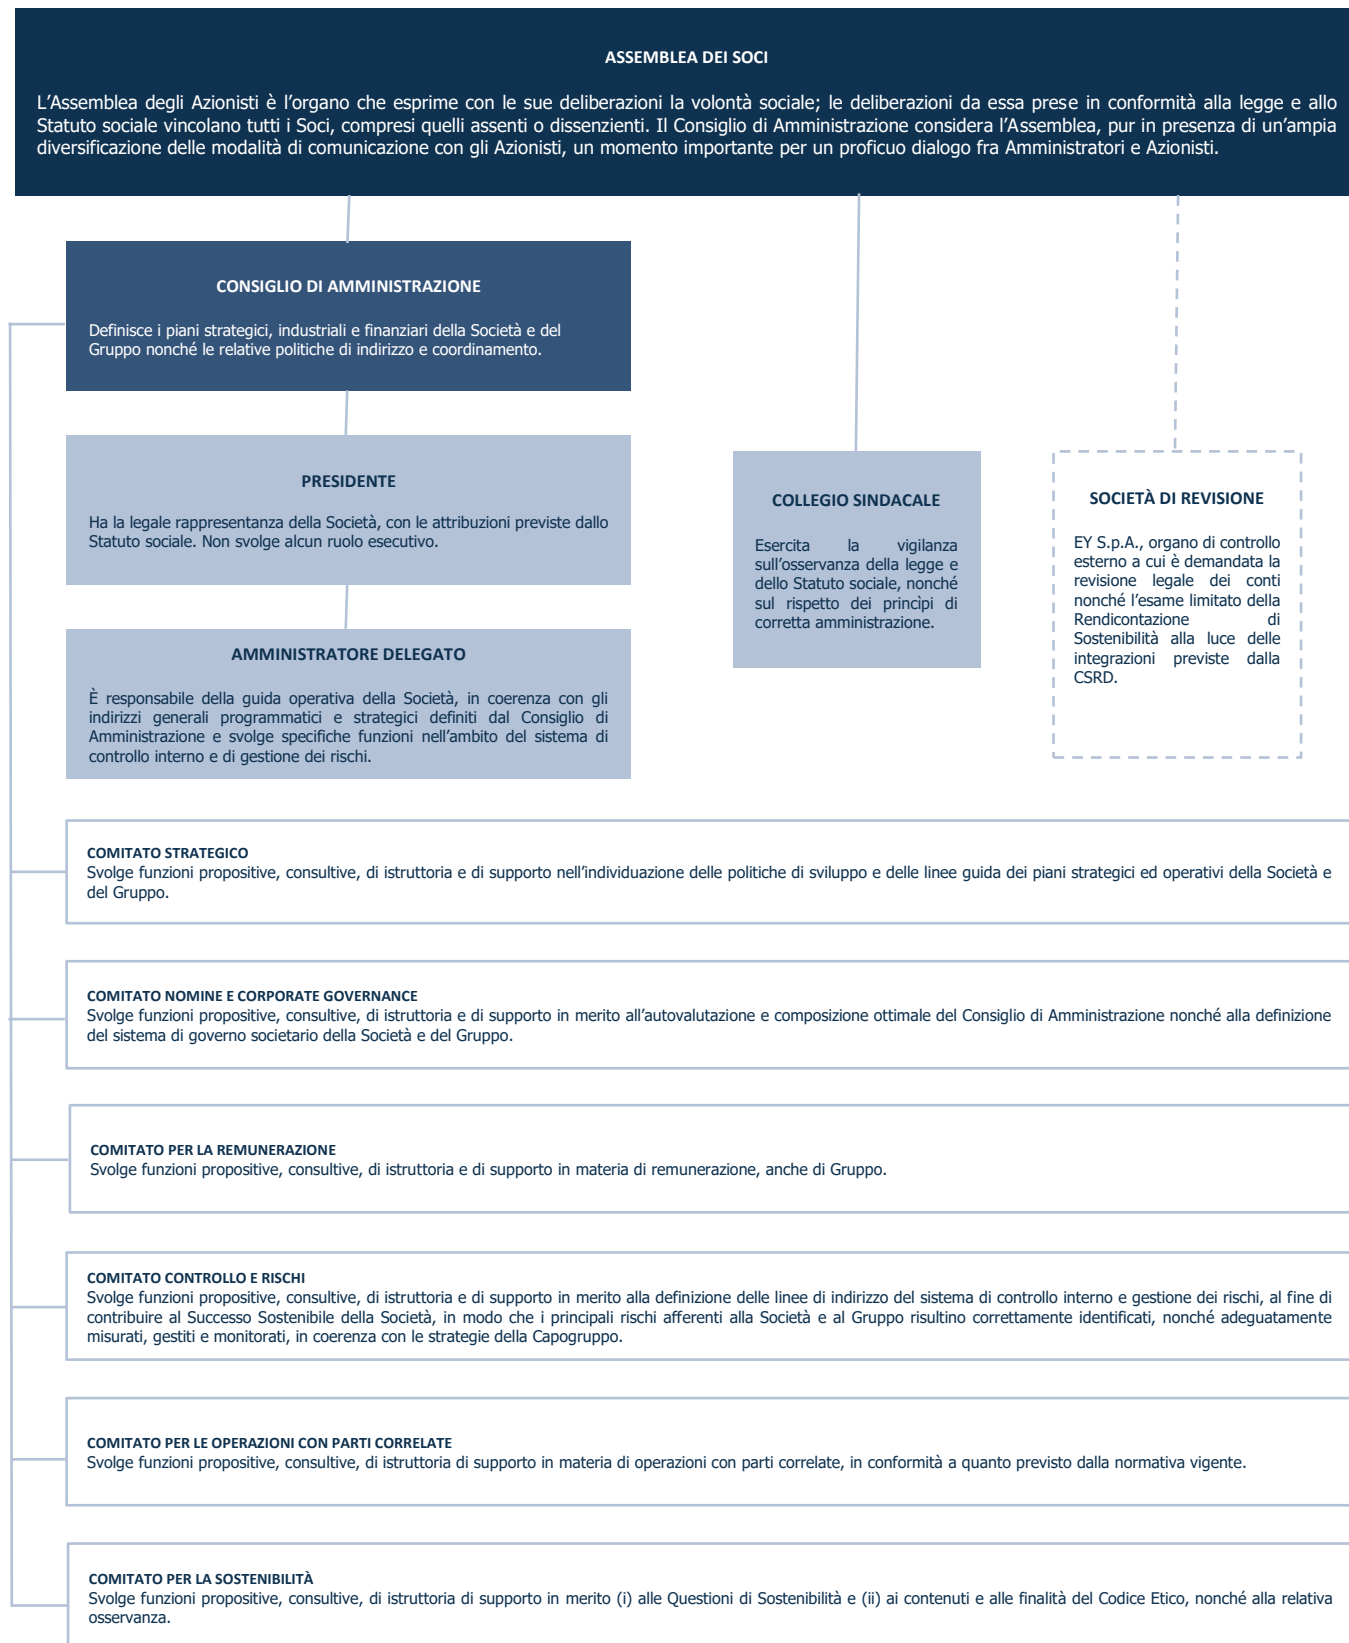 ASSEMBLEA DEI SOCI
L’Assemblea degli Azionisti è l’organo che esprime con le sue deliberazioni la volontà sociale; le deliberazioni da essa prese in conformità alla legge e allo
Statuto sociale vincolano tutti i Soci, compresi quelli assenti o dissenzienti. Il Consiglio di Amministrazione considera l’Assemblea, pur in presenza di un’ampia
diversificazione delle modalità di comunicazione con gli Azionisti, un momento importante per un proficuo dialogo fra Amministratori e Azionisti.
CONSIGLIO DI AMMINISTRAZIONE
Definisce i piani strategici, industriali e finanziari della Società e del
Gruppo nonché le relative politiche di indirizzo e coordinamento.
PRESIDENTE
Ha la legale rappresentanza della Società, con le attribuzioni previste dallo
Statuto sociale. Non svolge alcun ruolo esecutivo.
AMMINISTRATORE DELEGATO
È responsabile della guida operativa della Società, in coerenza con gli
indirizzi generali programmatici e strategici definiti dal Consiglio di
Amministrazione e svolge specifiche funzioni nell’ambito del sistema di
controllo interno e di gestione dei rischi.
COLLEGIO SINDACALE
Esercita la vigilanza
sull’osservanza della legge e
dello Statuto sociale, nonché
sul rispetto dei princìpi di
corretta amministrazione.
SOCIETÀ DI REVISIONE
EY S.p.A., organo di controllo
esterno a cui è demandata la
revisione legale dei conti
nonché l’esame limitato della
Rendicontazione di
Sostenibilità alla luce delle
integrazioni previste dalla
CSRD.
COMITATO STRATEGICO
Svolge funzioni propositive, consultive, di istruttoria e di supporto nell’individuazione delle politiche di sviluppo e delle linee guida dei piani strategici ed operativi della Società e
del Gruppo.
COMITATO NOMINE E CORPORATE GOVERNANCE
Svolge funzioni propositive, consultive, di istruttoria e di supporto in merito all’autovalutazione e composizione ottimale del Consiglio di Amministrazione nonché alla definizione
del sistema di governo societario della Società e del Gruppo.
COMITATO PER LA REMUNERAZIONE
Svolge funzioni propositive, consultive, di istruttoria e di supporto in materia di remunerazione, anche di Gruppo.
COMITATO CONTROLLO E RISCHI
Svolge funzioni propositive, consultive, di istruttoria e di supporto in merito alla definizione delle linee di indirizzo del sistema di controllo interno e gestione dei rischi, al fine di
contribuire al Successo Sostenibile della Società, in modo che i principali rischi afferenti alla Società e al Gruppo risultino correttamente identificati, nonché adeguatamente
misurati, gestiti e monitorati, in coerenza con le strategie della Capogruppo.
COMITATO PER LE OPERAZIONI CON PARTI CORRELATE
Svolge funzioni propositive, consultive, di istruttoria di supporto in materia di operazioni con parti correlate, in conformità a quanto previsto dalla normativa vigente.
COMITATO PER LA SOSTENIBILITÀ
Svolge funzioni propositive, consultive, di istruttoria di supporto in merito (i) alle Questioni di Sostenibilità e (ii) ai contenuti e alle finalità del Codice Etico, nonché alla relativa
osservanza.